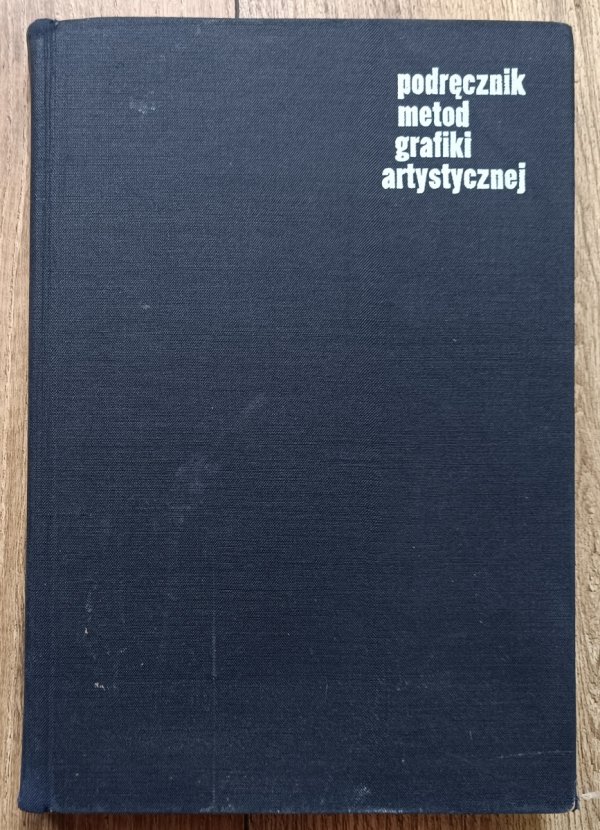 podręcznik
metod
grafiki
artystycznej